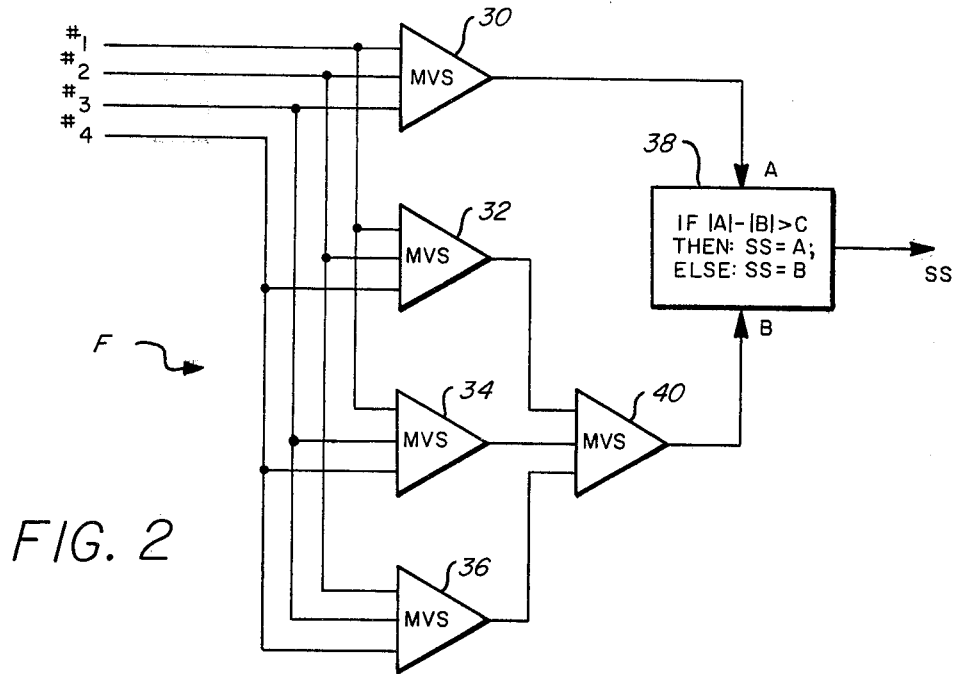 #1
#2
#3
#4
30
MVS
38
A
IF |A|-|B|>C
THEN: SS=A;
ELSE: SS=B
SS
B
32
MVS
F
34
MVS
40
MVS
36
MVS
FIG. 2